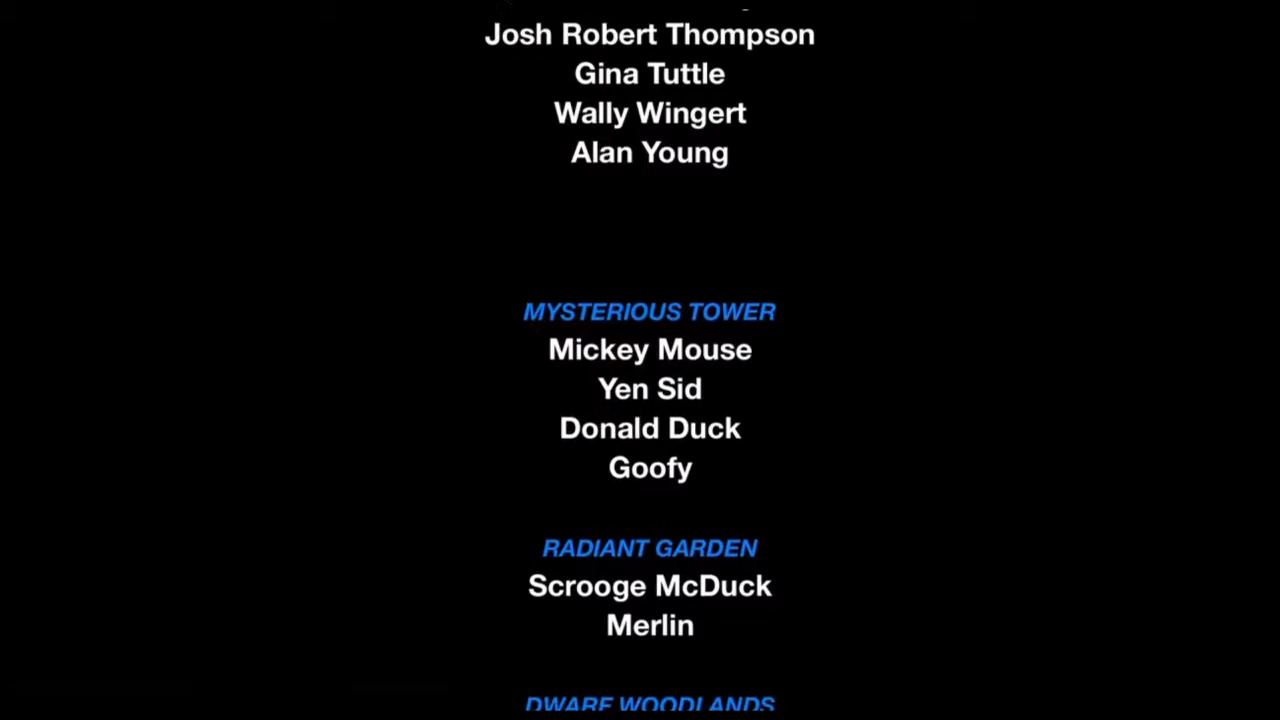 Josh Robert Thompson
Gina Tuttle
Wally Wingert
Alan Young
MYSTERIOUS TOWER
Mickey Mouse
Yen Sid
Donald Duck
Goofy
RADIANT GARDEN
Scrooge McDuck
Merlin
DWARF WOODLANDS